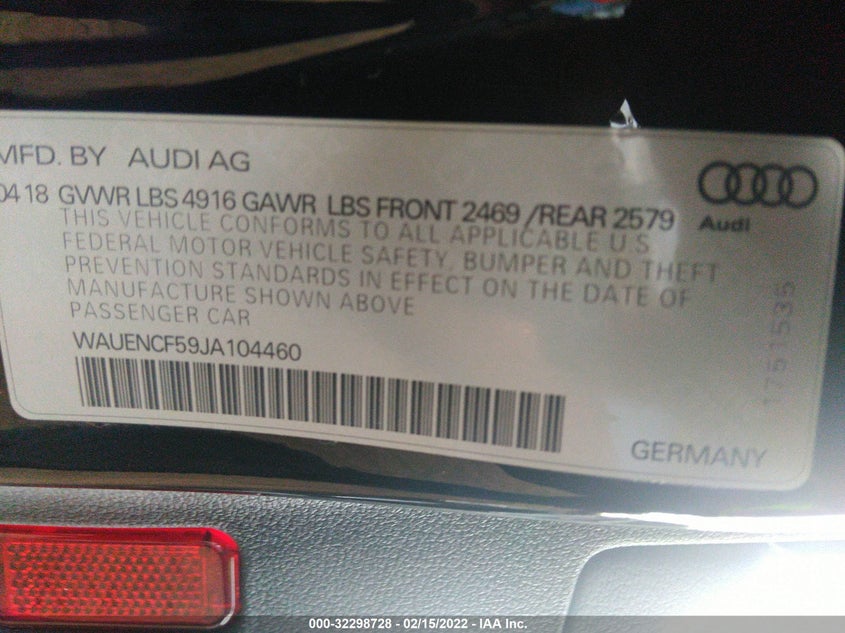 MFD. BY AUDI AG
0418 GVWR LBS 4916 GAWR LBS FRONT 2469 /REAR 2579
Audi
THIS VEHICLE CONFORMS TO ALL APPLICABLE U S
FEDERAL MOTOR VEHICLE SAFETY, BUMPER AND THEFT
PREVENTION STANDARDS IN EFFECT ON THE DATE OF
MANUFACTURE SHOWN ABOVE
PASSENGER CAR
WAUENCF59JA104460
1751535
GERMANY
000-32298728 - 02/15/2022 - IAA Inc.